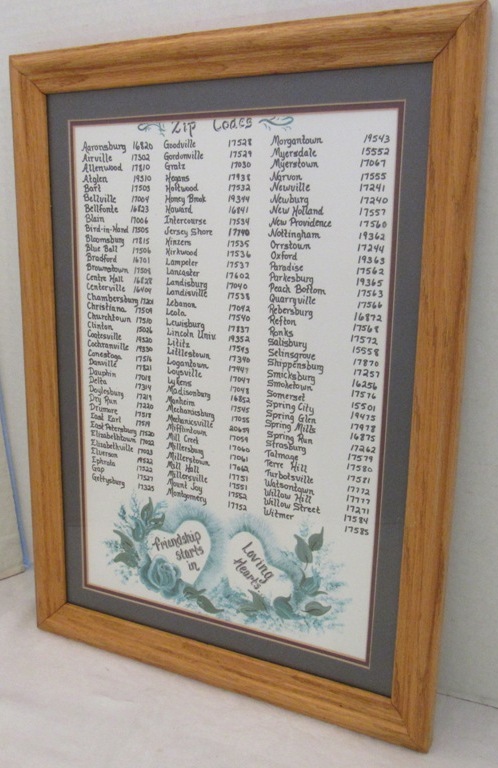 Zip Codes
Aaronsburg 16820
Airville 17302
Allenwood 17810
Atglen 19310
Bart 17503
Bellville 17004
Bellfonte 16823
Blain 17006
Bird-in-Hand 17505
Bloomsburg 17815
Blue Ball 17506
Bradford 16701
Brownstown 17508
Centre Hall 16828
Centerville 16404
Chambersburg 17201
Christiana 17509
Churchtown 17510
Clinton 15026
Coatesville 19320
Cochranville 19330
Conestoga 17516
Danville 17821
Dauphin 17018
Delta 17314
Doylesburg 17219
Dry Run 17220
Drumore 17518
East Earl 17519
East Petersburg 17520
Elizabethtown 17022
Elizabethville 17023
Elverson 19520
Ephrata 17522
Gap 17527
Gettysburg 17325
Goodville 17528
Gordonville 17529
Gratz 17030
Hegans 17938
Holtwood 17532
Honey Brook 19344
Howard 16841
Intercourse 17534
Jersey Shore 17740
Kinzers 17535
Kirkwood 17536
Lampeter 17537
Lancaster 17602
Landisburg 17040
Landisville 17538
Lebanon 17042
Leola 17540
Lewisburg 17837
Lincoln Univ. 19352
Lititz 17543
Littlestown 17340
Logantown 17747
Loysville 17047
Lykens 17048
Madisonburg 16852
Manheim 17545
Mechanicsburg 17055
Mechanicsville 20659
Mifflintown 17059
Mill Creek 17060
Millersburg 17061
Millerstown 17062
Mall Hall 17751
Millersville 17551
Mount Joy 17552
Montgomery 17752
Morgantown 19543
Myersdale 15552
Myerstown 17067
Narvon 17555
Newville 17241
Newburg 17240
New Holland 17557
New Providence 17560
Nottingham 19362
Orrstown 17244
Oxford 19363
Paradise 17562
Parkesburg 19365
Peach Bottom 17563
Quarryville 17566
Rebersburg 16872
Refton 17568
Ronks 17572
Salisbury 15558
Selinsgrove 17870
Shippensburg 17257
Smicksburg 16256
Smoketown 17576
Somerset 15501
Spring City 19475
Spring Glen 17978
Spring Mills 16875
Spring Run 17262
Strasburg 17579
Talmage 17580
Terre Hill 17581
Turbotsville 17772
Watsontown 17777
Willow Hill 17271
Willow Street 17584
Witmer 17585
Friendship
starts
in
Loving
Hearts...